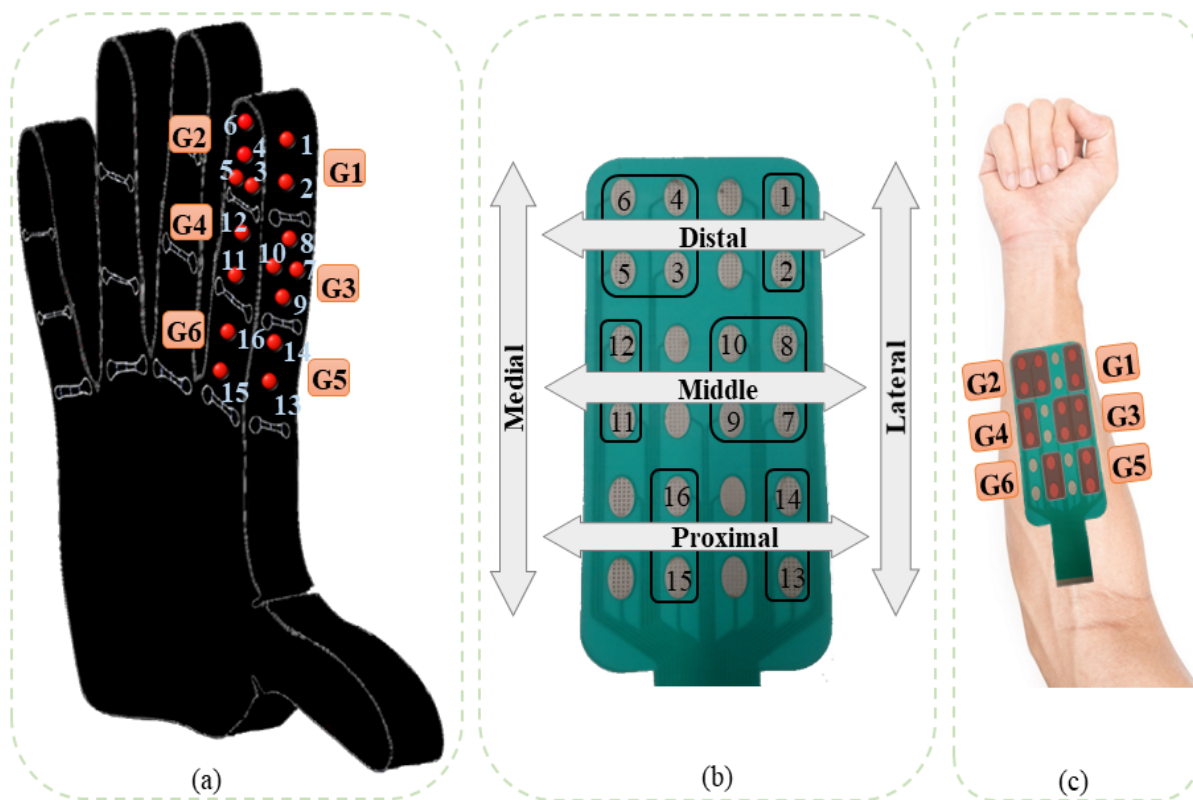 6
G2
4
1
G1
5
3
2
12
G4
8
10
7
11
G3
9
G6
16
14
15
G5
13
(a)
6 4 1
Distal
5 3 2
12 10 8
Medial
Middle
Lateral
11 9 7
16 14
Proximal
15 13
(b)
G2 G1
G4 G3
G6 G5
(c)